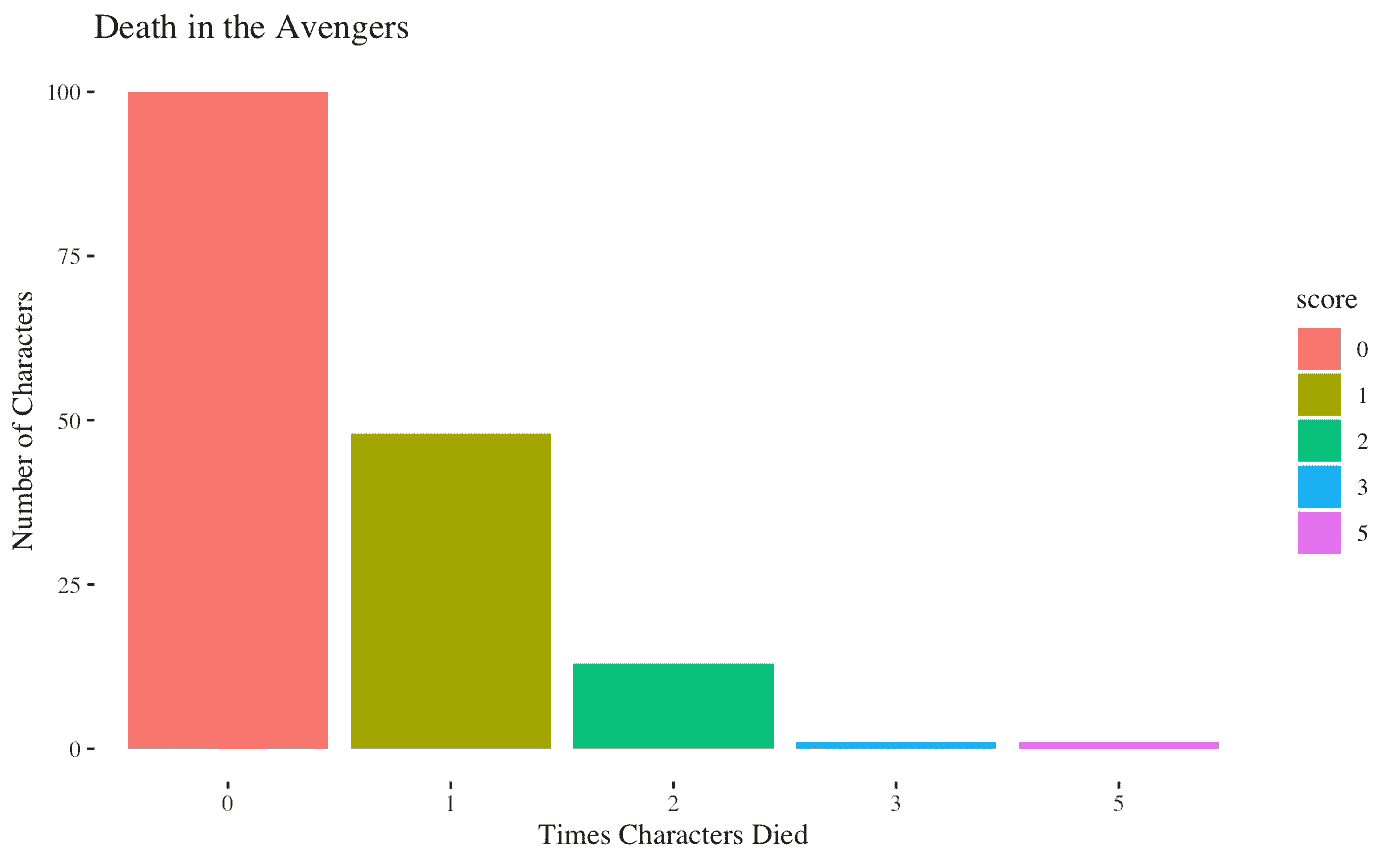 Death in the Avengers
100
75
50
25
0
Number of Characters
0 1 2 3 5
Times Characters Died
score
0
1
2
3
5